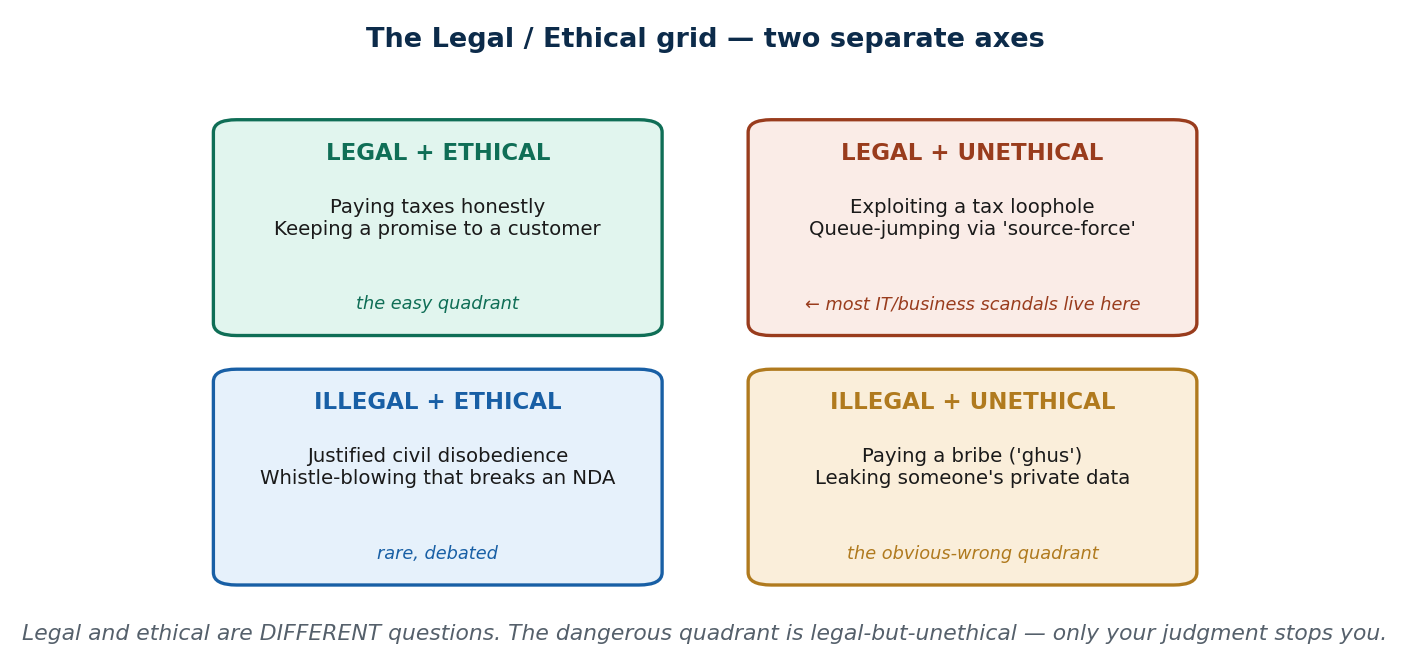 The Legal / Ethical grid — two separate axes
LEGAL + ETHICAL
Paying taxes honestly
Keeping a promise to a customer
the easy quadrant
LEGAL + UNETHICAL
Exploiting a tax loophole
Queue-jumping via 'source-force'
← most IT/business scandals live here
ILLEGAL + ETHICAL
Justified civil disobedience
Whistle-blowing that breaks an NDA
rare, debated
ILLEGAL + UNETHICAL
Paying a bribe ('ghus')
Leaking someone's private data
the obvious-wrong quadrant
Legal and ethical are DIFFERENT questions. The dangerous quadrant is legal-but-unethical — only your judgment stops you.